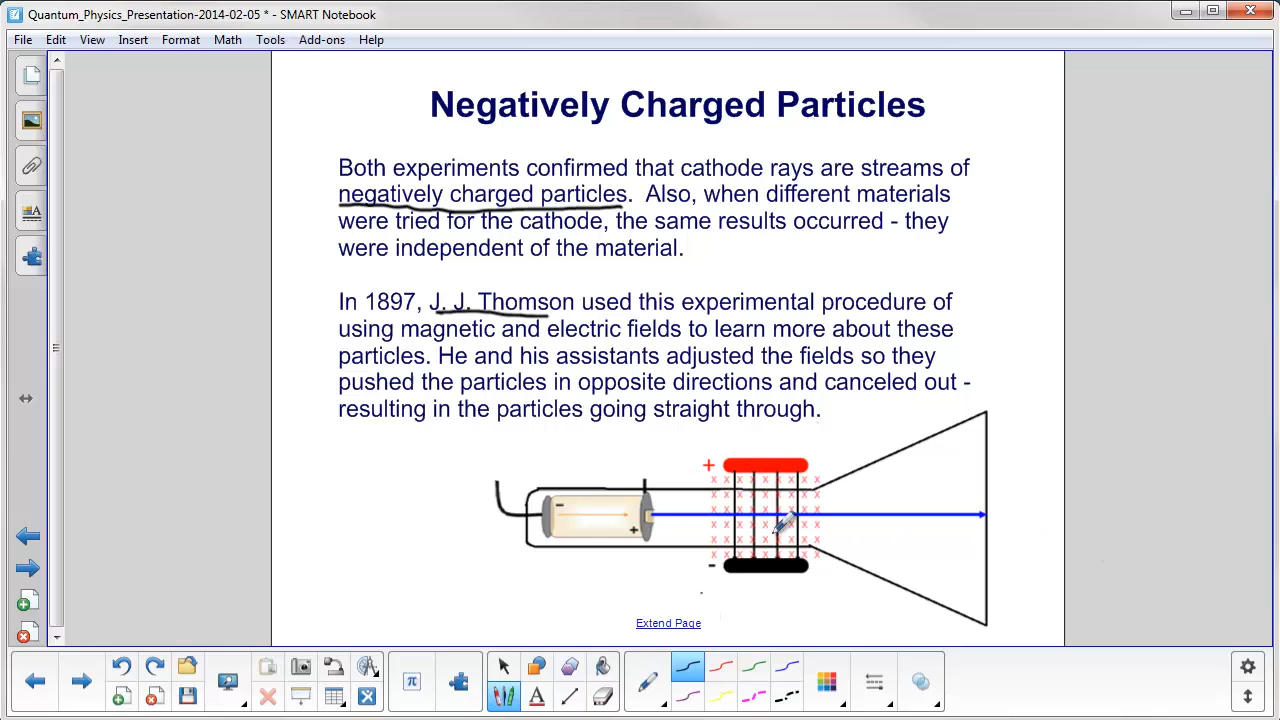 Quantum_Physics_Presentation-2014-02-05 * - SMART Notebook
File Edit View Insert Format Math Tools Add-ons Help
Negatively Charged Particles
Both experiments confirmed that cathode rays are streams of
negatively charged particles. Also, when different materials
were tried for the cathode, the same results occurred - they
were independent of the material.
In 1897, J. J. Thomson used this experimental procedure of
using magnetic and electric fields to learn more about these
particles. He and his assistants adjusted the fields so they
pushed the particles in opposite directions and canceled out -
resulting in the particles going straight through.
+
x x x x x x x x x
x x x x x x x x x
- x x x x x x x x x
x x x x x x x x x
+ x x x x x x x x x
x x x x x x x x x
-
Extend Page
π
A